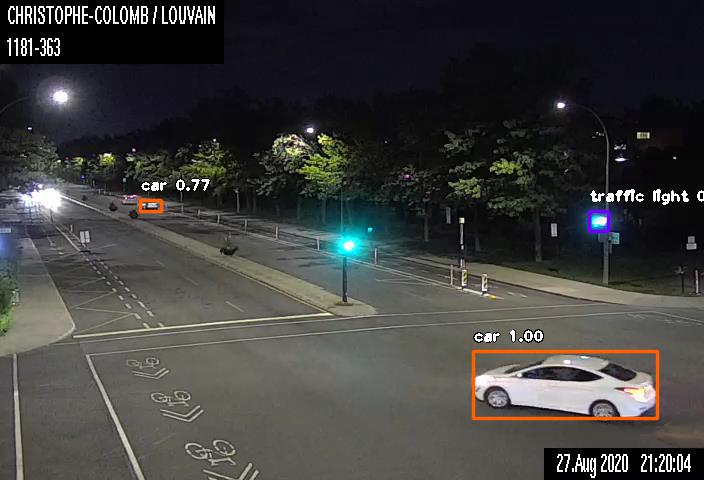 CHRISTOPHE-COLOMB / LOUVAIN
1181-363
car 0.77
traffic light 0
car 1.00
27.Aug 2020 21:20:04